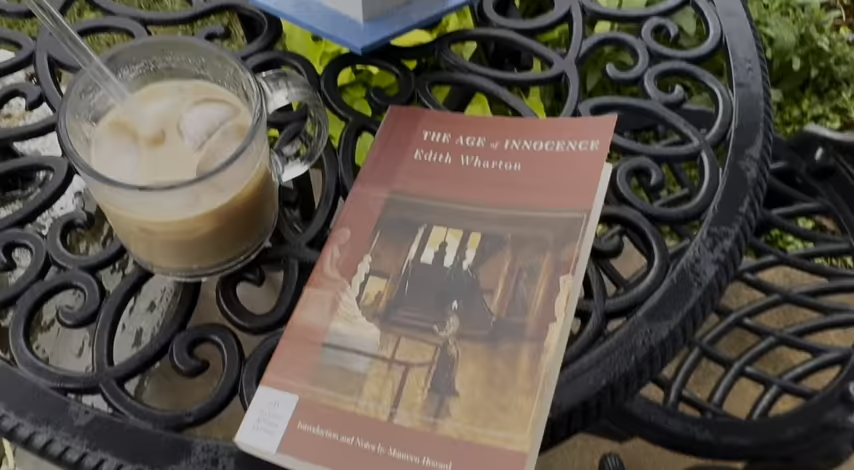 THE AGE of INNOCENCE
Edith Wharton
Introduction and Notes by Maureen Howard